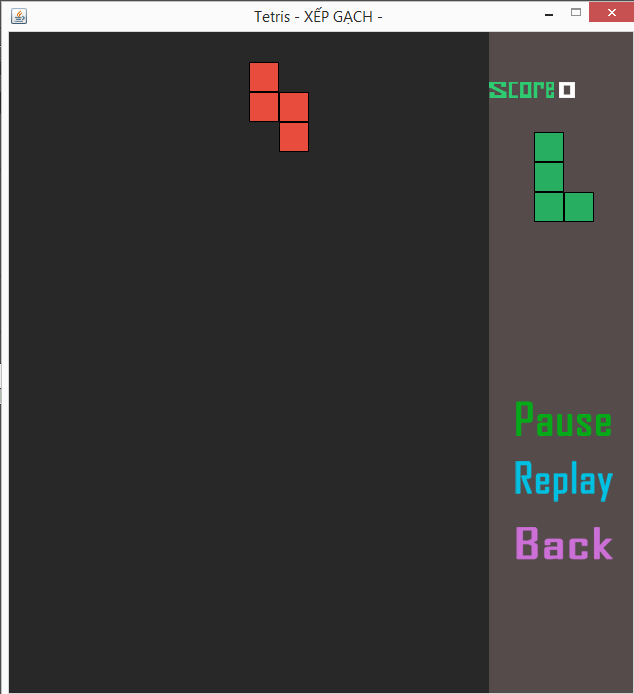 Tetris - XẾP GẠCH -
Score 0
Pause
Replay
Back